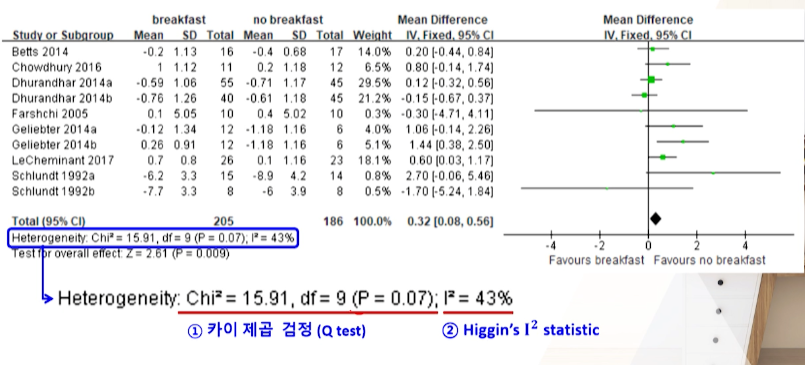 breakfast no breakfast Mean Difference Mean Difference
Study or Subgroup Mean SD Total Mean SD Total Weight IV, Fixed, 95% CI IV, Fixed, 95% CI
Betts 2014 -0.2 1.13 16 -0.4 0.68 17 14.0% 0.20 [-0.44, 0.84]
Chowdhury 2016 1 1.12 11 0.2 1.18 12 6.5% 0.80 [-0.14, 1.74]
Dhurandhar 2014a -0.59 1.06 55 -0.71 1.17 45 29.5% 0.12 [-0.32, 0.56]
Dhurandhar 2014b -0.76 1.26 40 -0.61 1.18 45 21.2% -0.15 [-0.67, 0.37]
Farshchi 2005 0.1 5.05 10 0.4 5.02 10 0.3% -0.30 [-4.71, 4.11]
Geliebter 2014a -0.12 1.34 12 -1.18 1.16 6 4.0% 1.06 [-0.14, 2.26]
Geliebter 2014b 0.26 0.91 12 -1.18 1.16 6 5.1% 1.44 [0.38, 2.50]
LeCheminant 2017 0.7 0.8 26 0.1 1.16 23 18.1% 0.60 [0.03, 1.17]
Schlundt 1992a -6.2 3.3 15 -8.9 4.2 14 0.8% 2.70 [-0.06, 5.46]
Schlundt 1992b -7.7 3.3 8 -6 3.9 8 0.5% -1.70 [-5.24, 1.84]
Total (95% CI) 205 186 100.0% 0.32 [0.08, 0.56]
Heterogeneity: Chi² = 15.91, df = 9 (P = 0.07); I² = 43%
Test for overall effect: Z = 2.61 (P = 0.009)
-4 -2 0 2 4
Favours breakfast Favours no breakfast
Heterogeneity: Chi² = 15.91, df = 9 (P = 0.07); I² = 43%
① 카이 제곱 검정 (Q test) ② Higgin's I² statistic